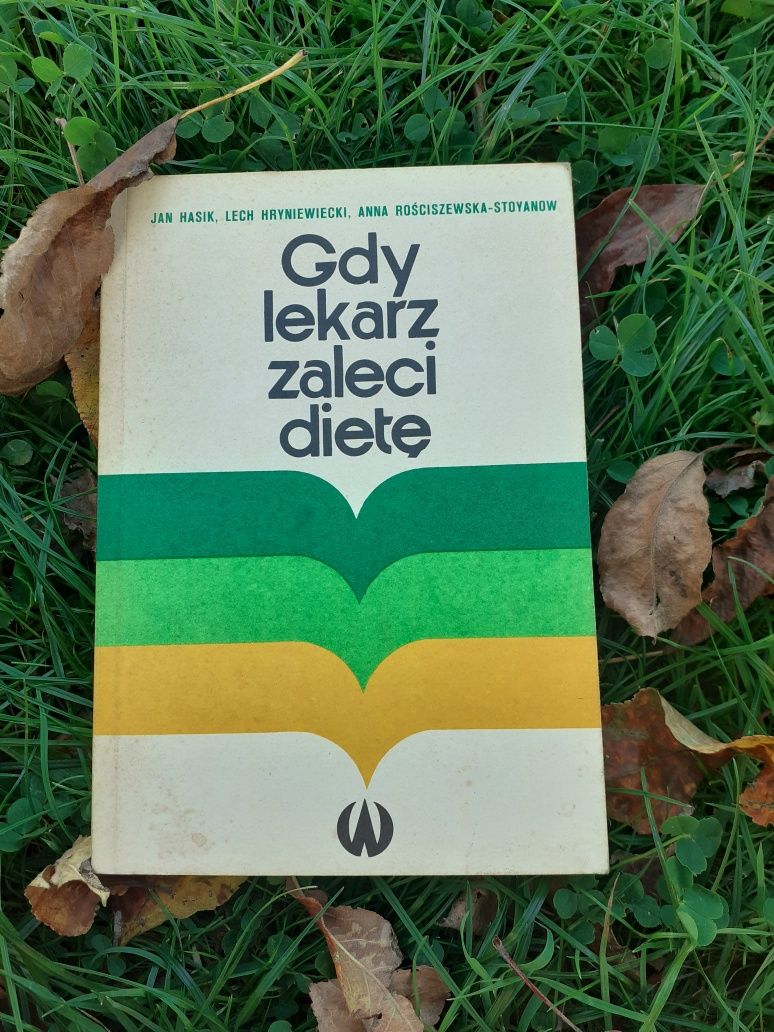 JAN HASIK, LECH HRYNIEWIECKI, ANNA ROŚCISZEWSKA-STOYANOW
Gdy
lekarz
zaleci
dietę
W